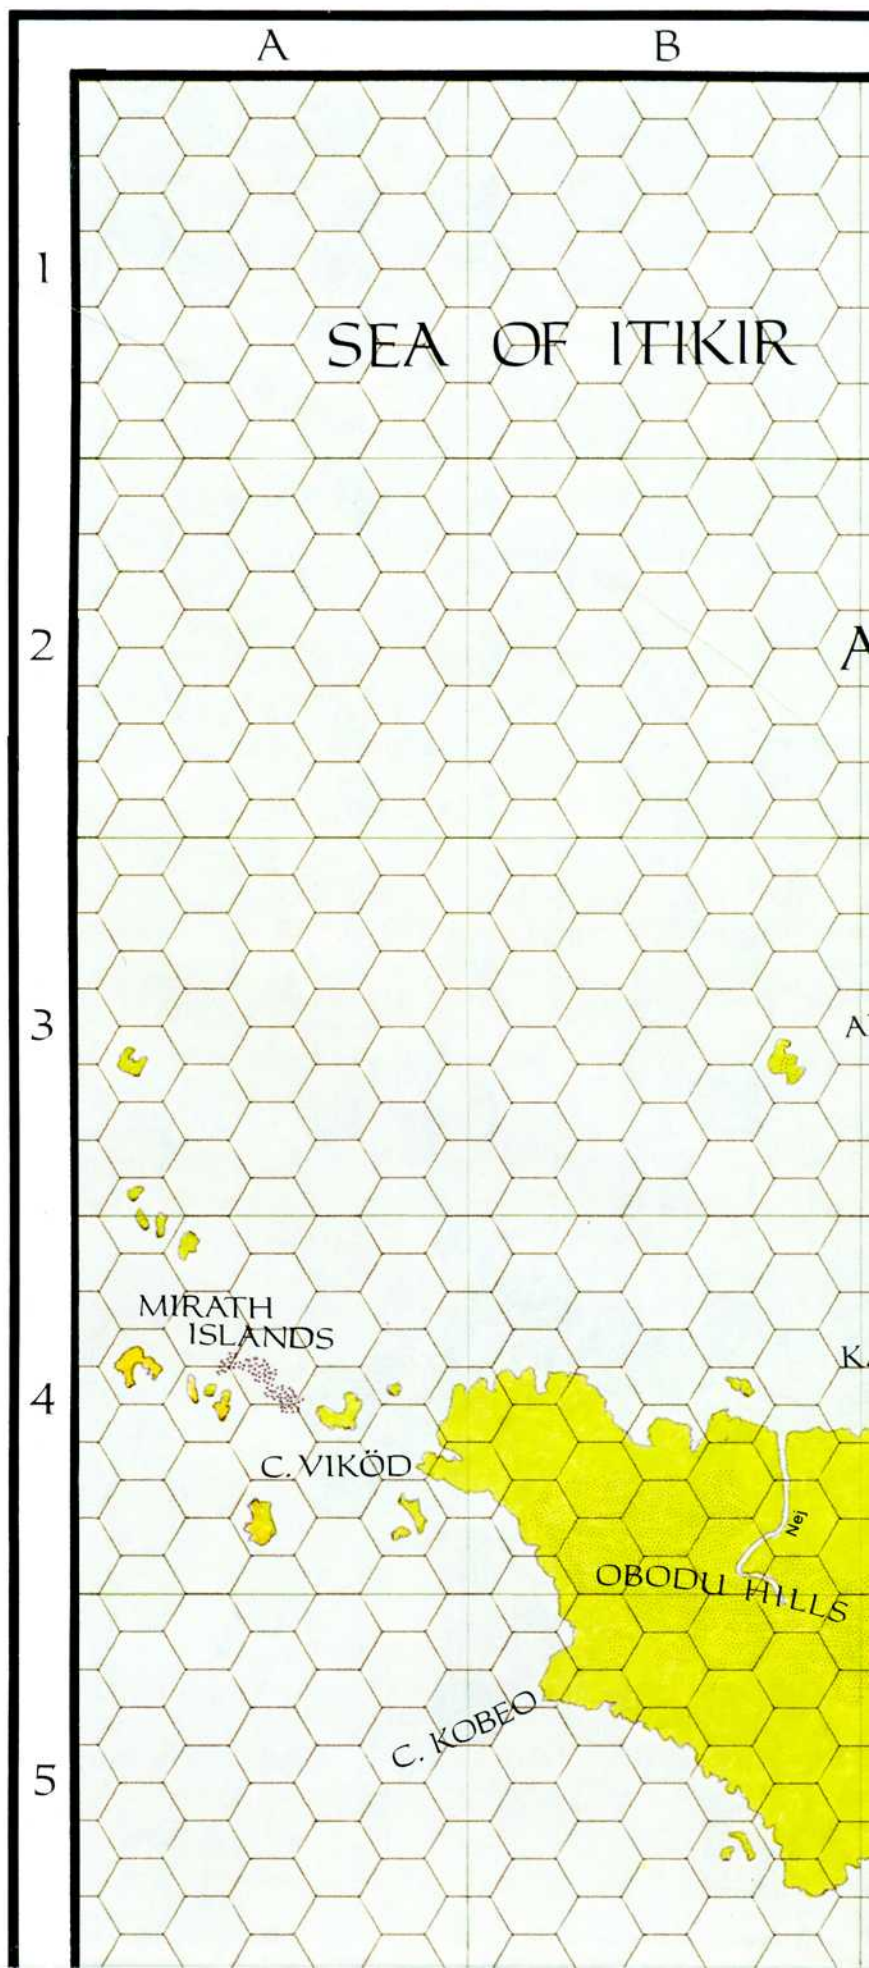 A
B
1
SEA OF ITIKIR
2
A
3
A
MIRATH
ISLANDS
K
4
C. VIKÖD
Nej
OBODU HILLS
C. KOBEO
5